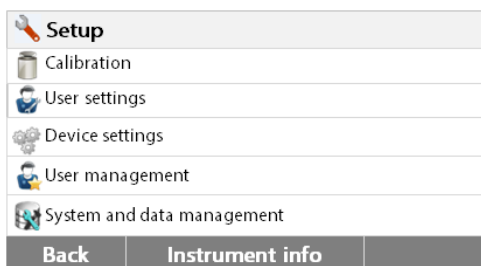 Setup
Calibration
User settings
Device settings
User management
System and data management
Back Instrument info